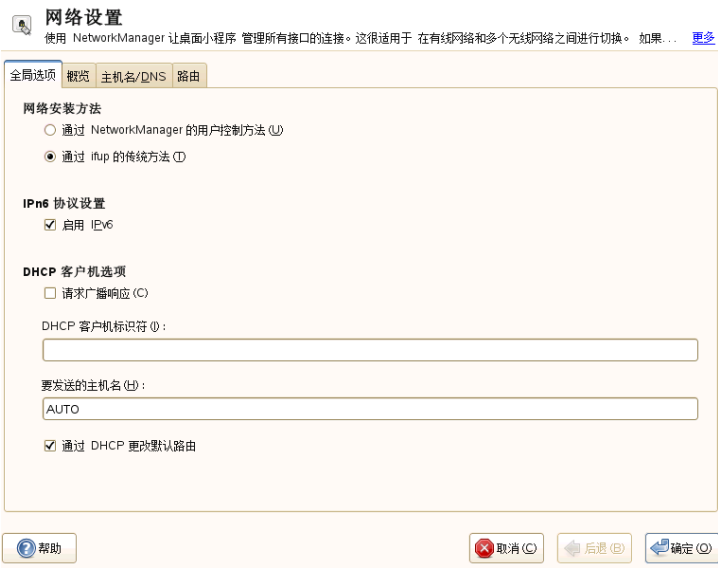 网络设置
使用 NetworkManager 让桌面小程序 管理所有接口的连接。这很适用于 在有线网络和多个无线网络之间进行切换。 如果... 更多
全局选项 概览 主机名/DNS 路由
网络安装方法
通过 NetworkManager 的用户控制方法 (U)
通过 ifup 的传统方法 (T)
IPn6 协议设置
启用 IPv6
DHCP 客户机选项
请求广播响应 (C)
DHCP 客户机标识符 (I) :
要发送的主机名 (H) :
AUTO
通过 DHCP 更改默认路由
帮助 取消 (C) 后退 (B) 确定 (O)